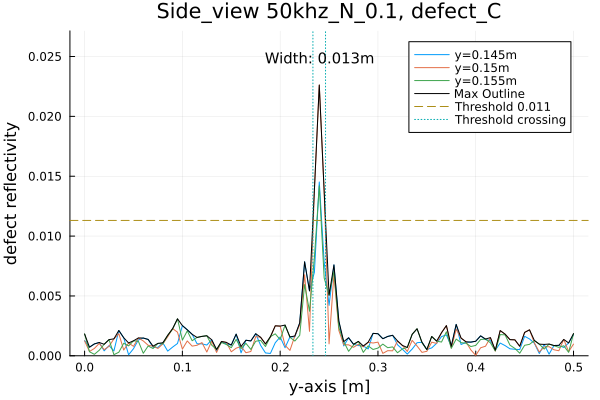 Side_view 50khz_N_0.1, defect_C
Width: 0.013m
y=0.145m
y=0.15m
y=0.155m
Max Outline
Threshold 0.011
Threshold crossing
defect reflectivity
0.025
0.020
0.015
0.010
0.005
0.000
0.0 0.1 0.2 0.3 0.4 0.5
y-axis [m]